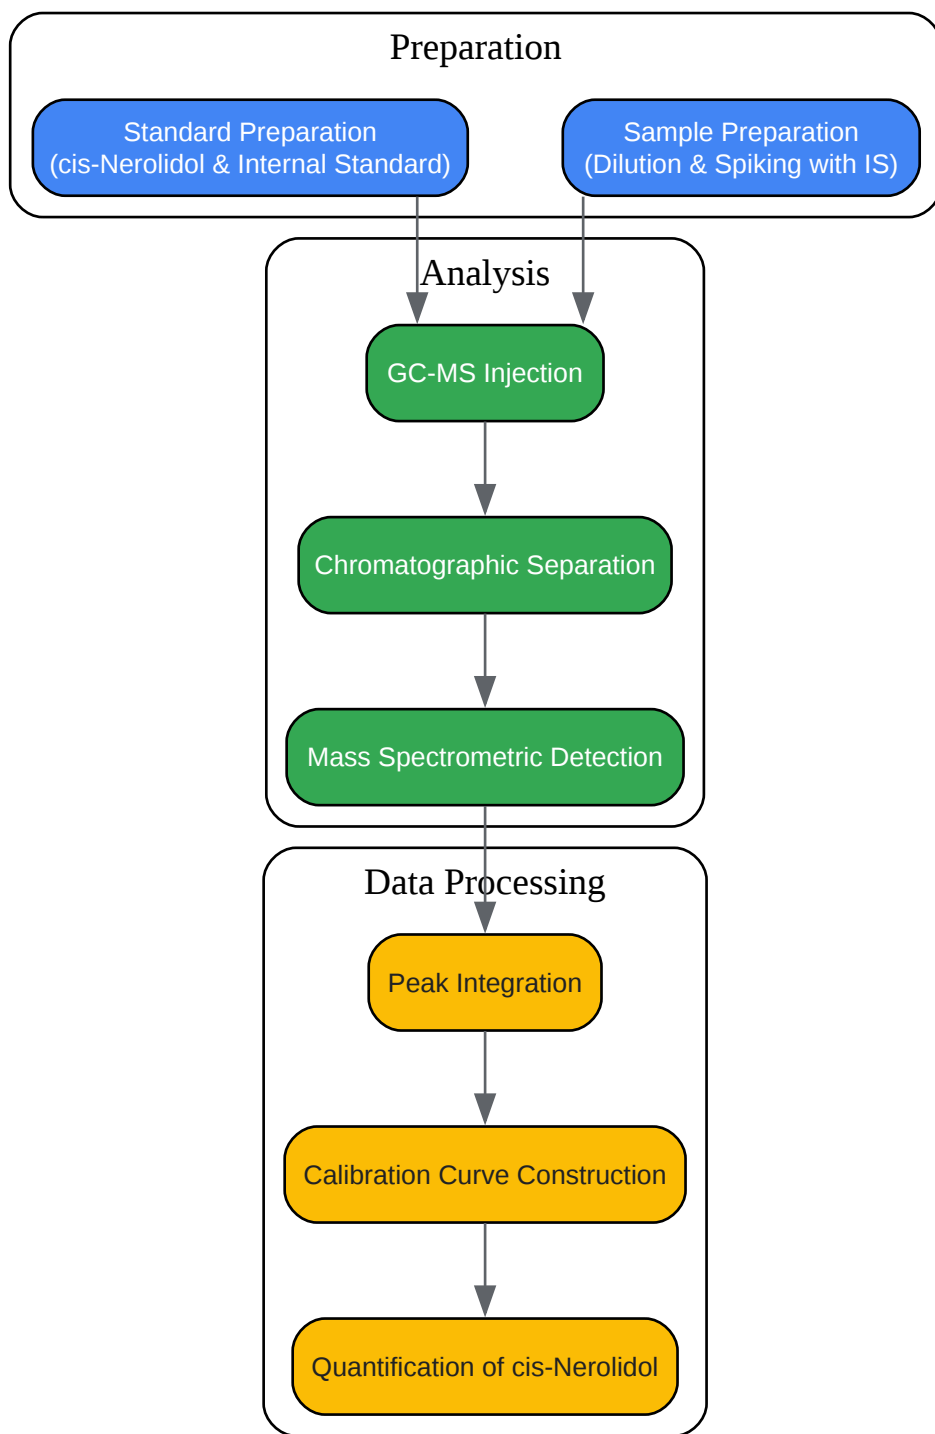 Preparation
Standard Preparation
(cis-Nerolidol & Internal Standard)
Sample Preparation
(Dilution & Spiking with IS)
Analysis
GC-MS Injection
Chromatographic Separation
Mass Spectrometric Detection
Data Processing
Peak Integration
Calibration Curve Construction
Quantification of cis-Nerolidol